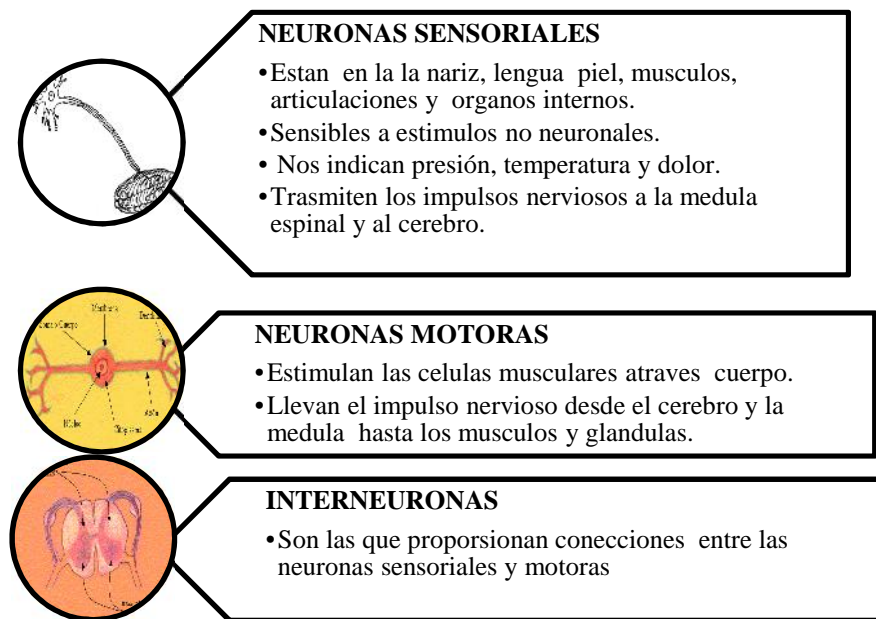 NEURONAS SENSORIALES
•Estan en la la nariz, lengua piel, musculos,
articulaciones y organos internos.
•Sensibles a estimulos no neuronales.
• Nos indican presión, temperatura y dolor.
•Trasmiten los impulsos nerviosos a la medula
espinal y al cerebro.
Membrana
NEURONAS MOTORAS
•Estimulan las celulas musculares atraves cuerpo.
•Llevan el impulso nervioso desde el cerebro y la
medula hasta los musculos y glandulas.
Núcleo
INTERNEURONAS
•Son las que proporsionan conecciones entre las
neuronas sensoriales y motoras